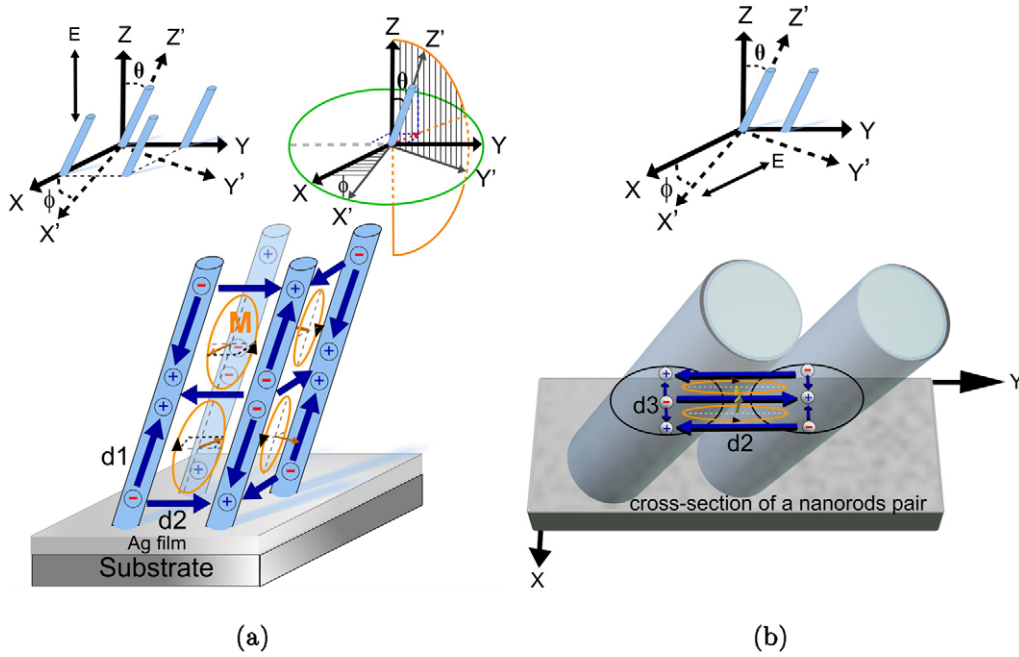 E
Z
Z'
θ
Y
Y'
X
ϕ
X'
Z
Z'
θ
Y
Y'
X
ϕ
X'
Z
Z'
θ
Y
Y'
E
X
ϕ
X'
+ − + − −
M
− + + − +
− −
− + − + −
d1
+
d2
Ag film
Substrate
+ −
− +
+ −
d3
d2
Y
cross-section of a nanorods pair
X
(a)
(b)